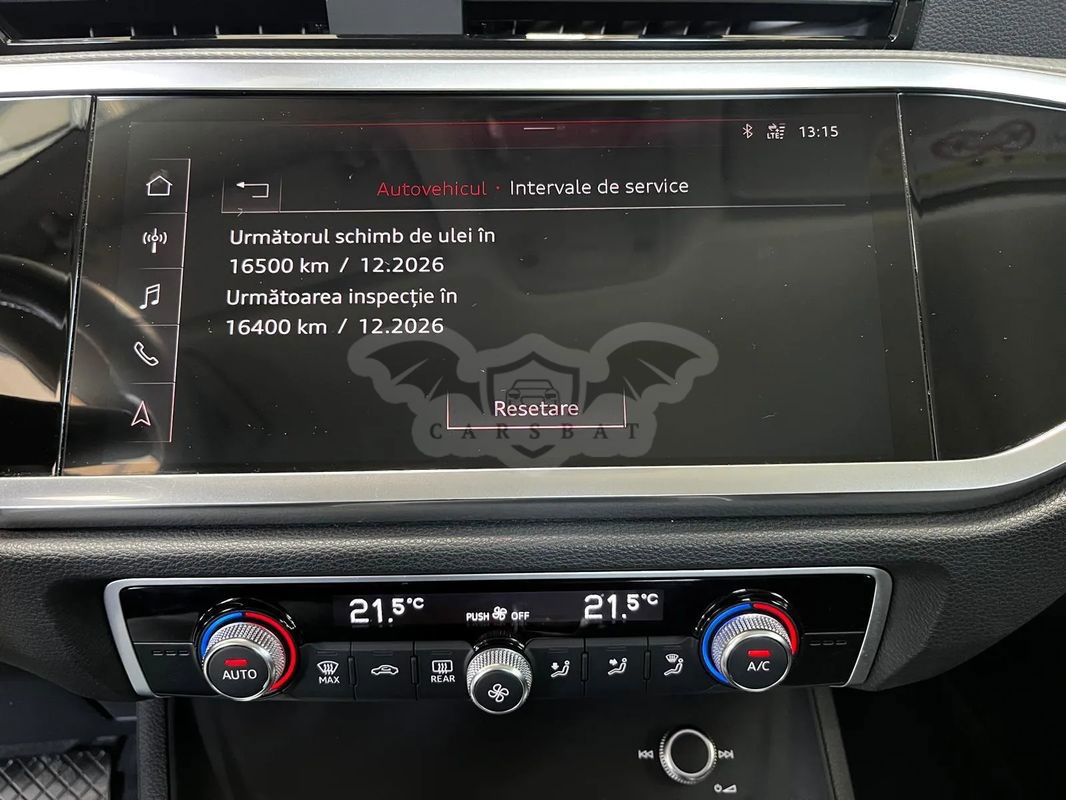 LTE 13:15
Autovehicul · Intervale de service
Următorul schimb de ulei în
16500 km / 12.2026
Următoarea inspecție în
16400 km / 12.2026
Resetare
CARSBAT
21.5°C PUSH OFF 21.5°C
AUTO MAX REAR A/C